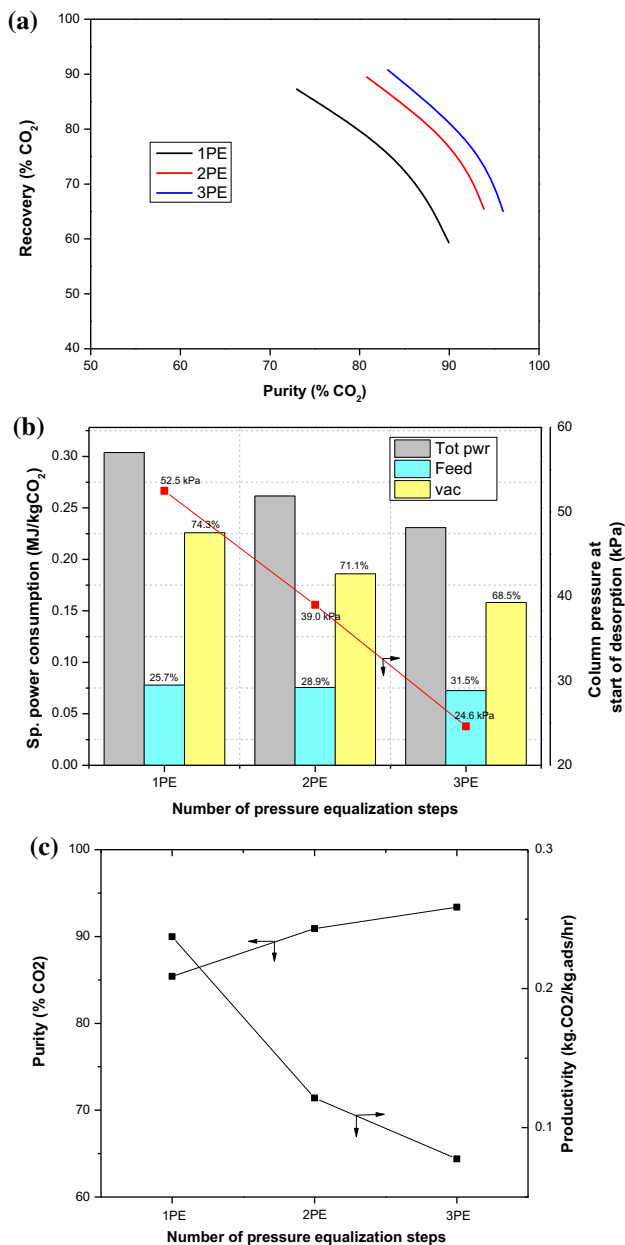 (a)
100
90
80
70
60
50
40
Recovery (% CO₂)
1PE
2PE
3PE
50 60 70 80 90 100
Purity (% CO₂)
(b)
0.30
0.25
0.20
0.15
0.10
0.05
0.00
Sp. power consumption (MJ/kgCO₂)
Tot pwr
Feed
vac
52.5 kPa
74.3%
71.1%
39.0 kPa
68.5%
25.7%
28.9%
31.5%
24.6 kPa
60
50
40
30
20
Column pressure at
start of desorption (kPa)
1PE 2PE 3PE
Number of pressure equalization steps
(c)
100
90
80
70
60
Purity (% CO2)
0.3
0.2
0.1
Productivity (kg.CO2/kg.ads/hr)
1PE 2PE 3PE
Number of pressure equalization steps